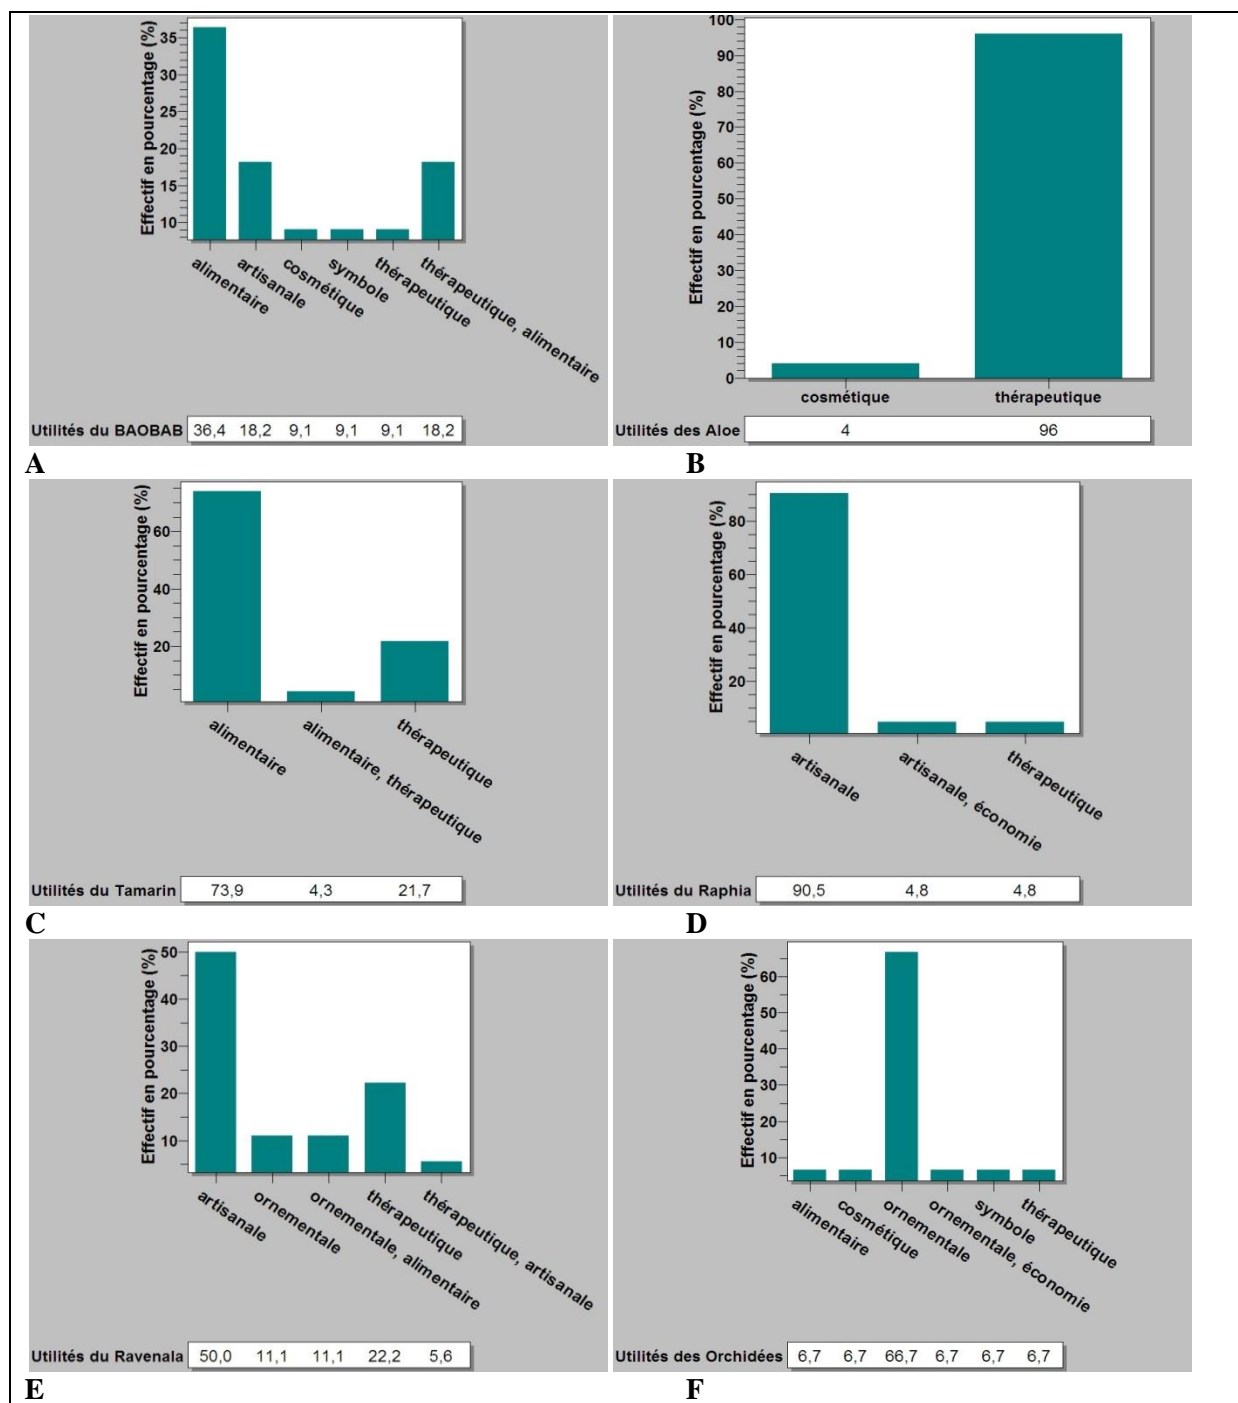 Effectif en pourcentage (%)
35
30
25
20
15
10
alimentaire
artisanale
cosmétique
symbole
thérapeutique
thérapeutique, alimentaire
Utilités du BAOBAB 36,4 18,2 9,1 9,1 9,1 18,2
A
Effectif en pourcentage (%)
100
90
80
70
60
50
40
30
20
10
0
cosmétique thérapeutique
Utilités des Aloe 4 96
B
Effectif en pourcentage (%)
60
40
20
alimentaire
alimentaire, thérapeutique
thérapeutique
Utilités du Tamarin 73,9 4,3 21,7
C
Effectif en pourcentage (%)
80
60
40
20
artisanale
artisanale, économie
thérapeutique
Utilités du Raphia 90,5 4,8 4,8
D
Effectif en pourcentage (%)
50
40
30
20
10
artisanale
ornementale
ornementale, alimentaire
thérapeutique
thérapeutique, artisanale
Utilités du Ravenala 50,0 11,1 11,1 22,2 5,6
E
Effectif en pourcentage (%)
60
50
40
30
20
10
alimentaire
cosmétique
ornementale
ornementale, économie
symbole
thérapeutique
Utilités des Orchidées 6,7 6,7 66,7 6,7 6,7 6,7
F